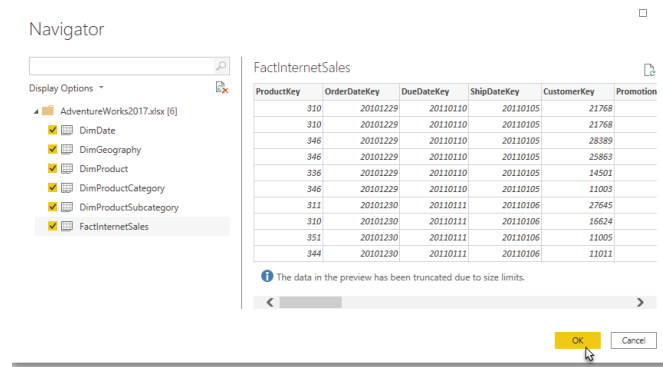 Navigator
Display Options
AdventureWorks2017.xlsx [6]
DimDate
DimGeography
DimProduct
DimProductCategory
DimProductSubcategory
FactInternetSales
FactInternetSales
ProductKey OrderDateKey DueDateKey ShipDateKey CustomerKey Promotion
310 20101229 20110110 20110105 21768
310 20101229 20110110 20110105 21768
346 20101229 20110110 20110105 28389
346 20101229 20110110 20110105 25863
336 20101229 20110110 20110105 14501
346 20101229 20110110 20110105 11003
311 20101230 20110111 20110106 27645
310 20101230 20110111 20110106 16624
351 20101230 20110111 20110106 11005
344 20101230 20110111 20110106 11011
The data in the preview has been truncated due to size limits.
OK Cancel